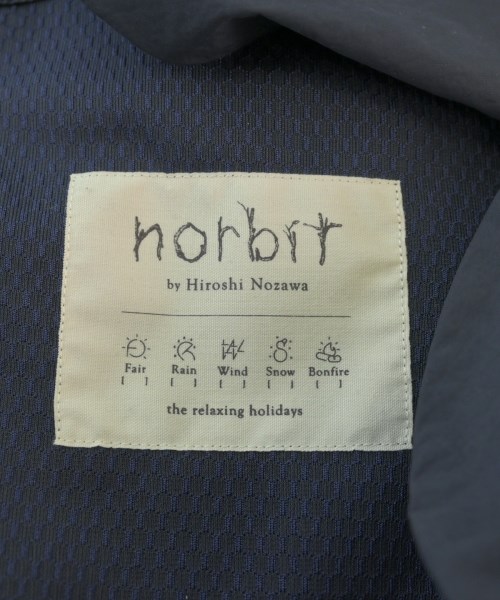 norbit
by Hiroshi Nozawa
Fair Rain Wind Snow Bonfire
[ ] [ ] [ ] [ ] [ ]
the relaxing holidays